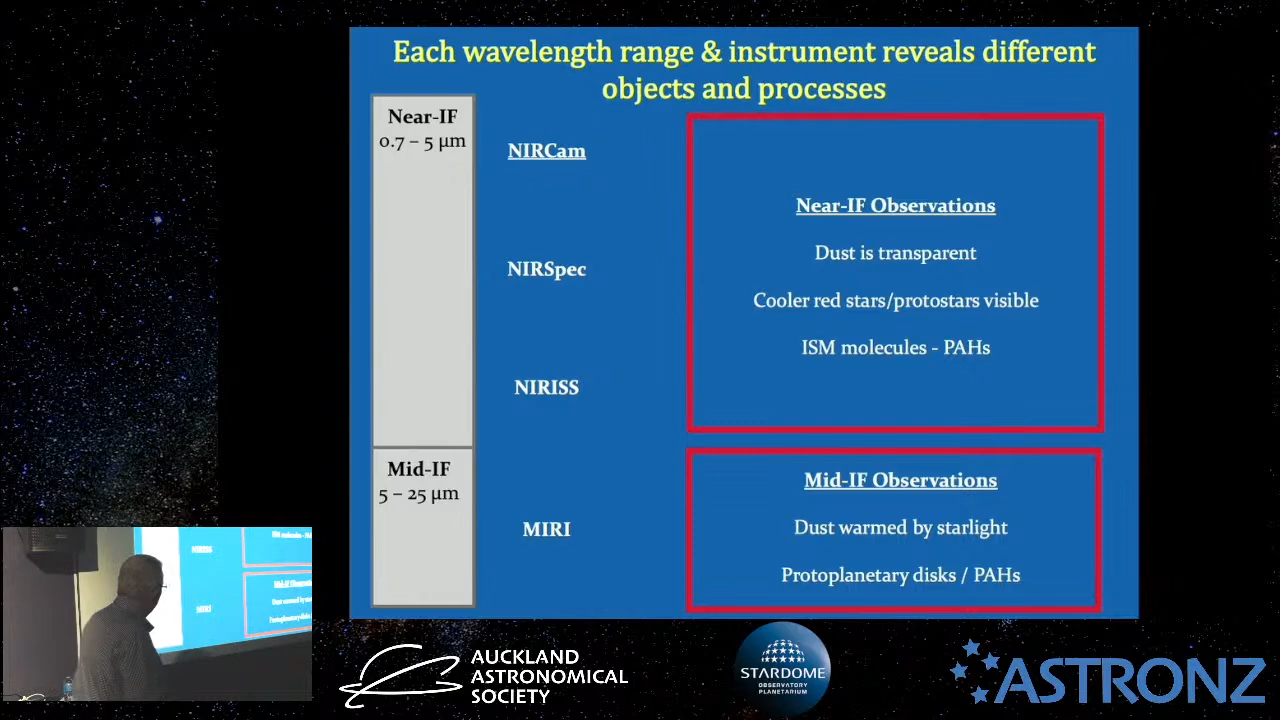 Each wavelength range & instrument reveals different
objects and processes
Near-IF
0.7 – 5 µm
NIRCam
NIRSpec
NIRISS
Near-IF Observations
Dust is transparent
Cooler red stars/protostars visible
ISM molecules - PAHs
Mid-IF
5 – 25 µm
MIRI
Mid-IF Observations
Dust warmed by starlight
Protoplanetary disks / PAHs
NIRISS
MIRI
AUCKLAND
ASTRONOMICAL
SOCIETY
STARDOME
OBSERVATORY
PLANETARIUM
ASTRONZ